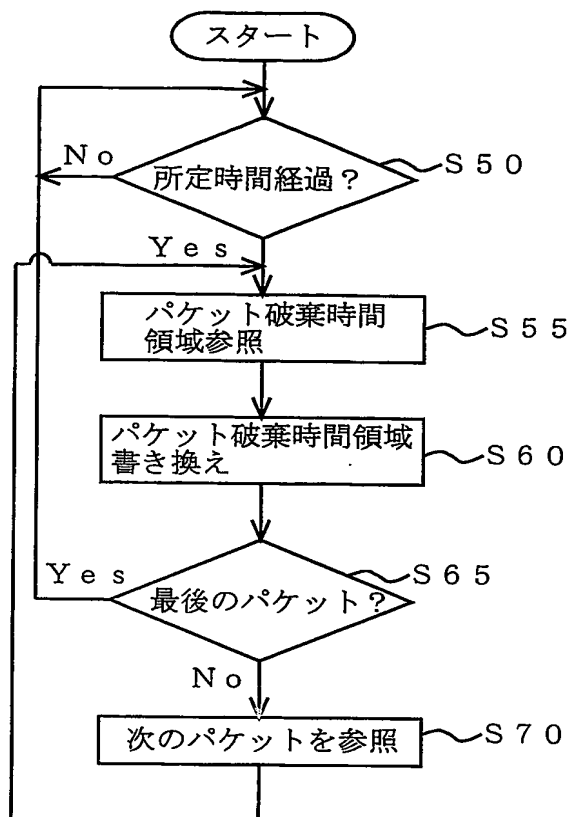 スタート
No
所定時間経過？
S50
Yes
パケット破棄時間
領域参照
S55
パケット破棄時間領域
書き換え
S60
Yes
最後のパケット？
S65
No
次のパケットを参照
S70